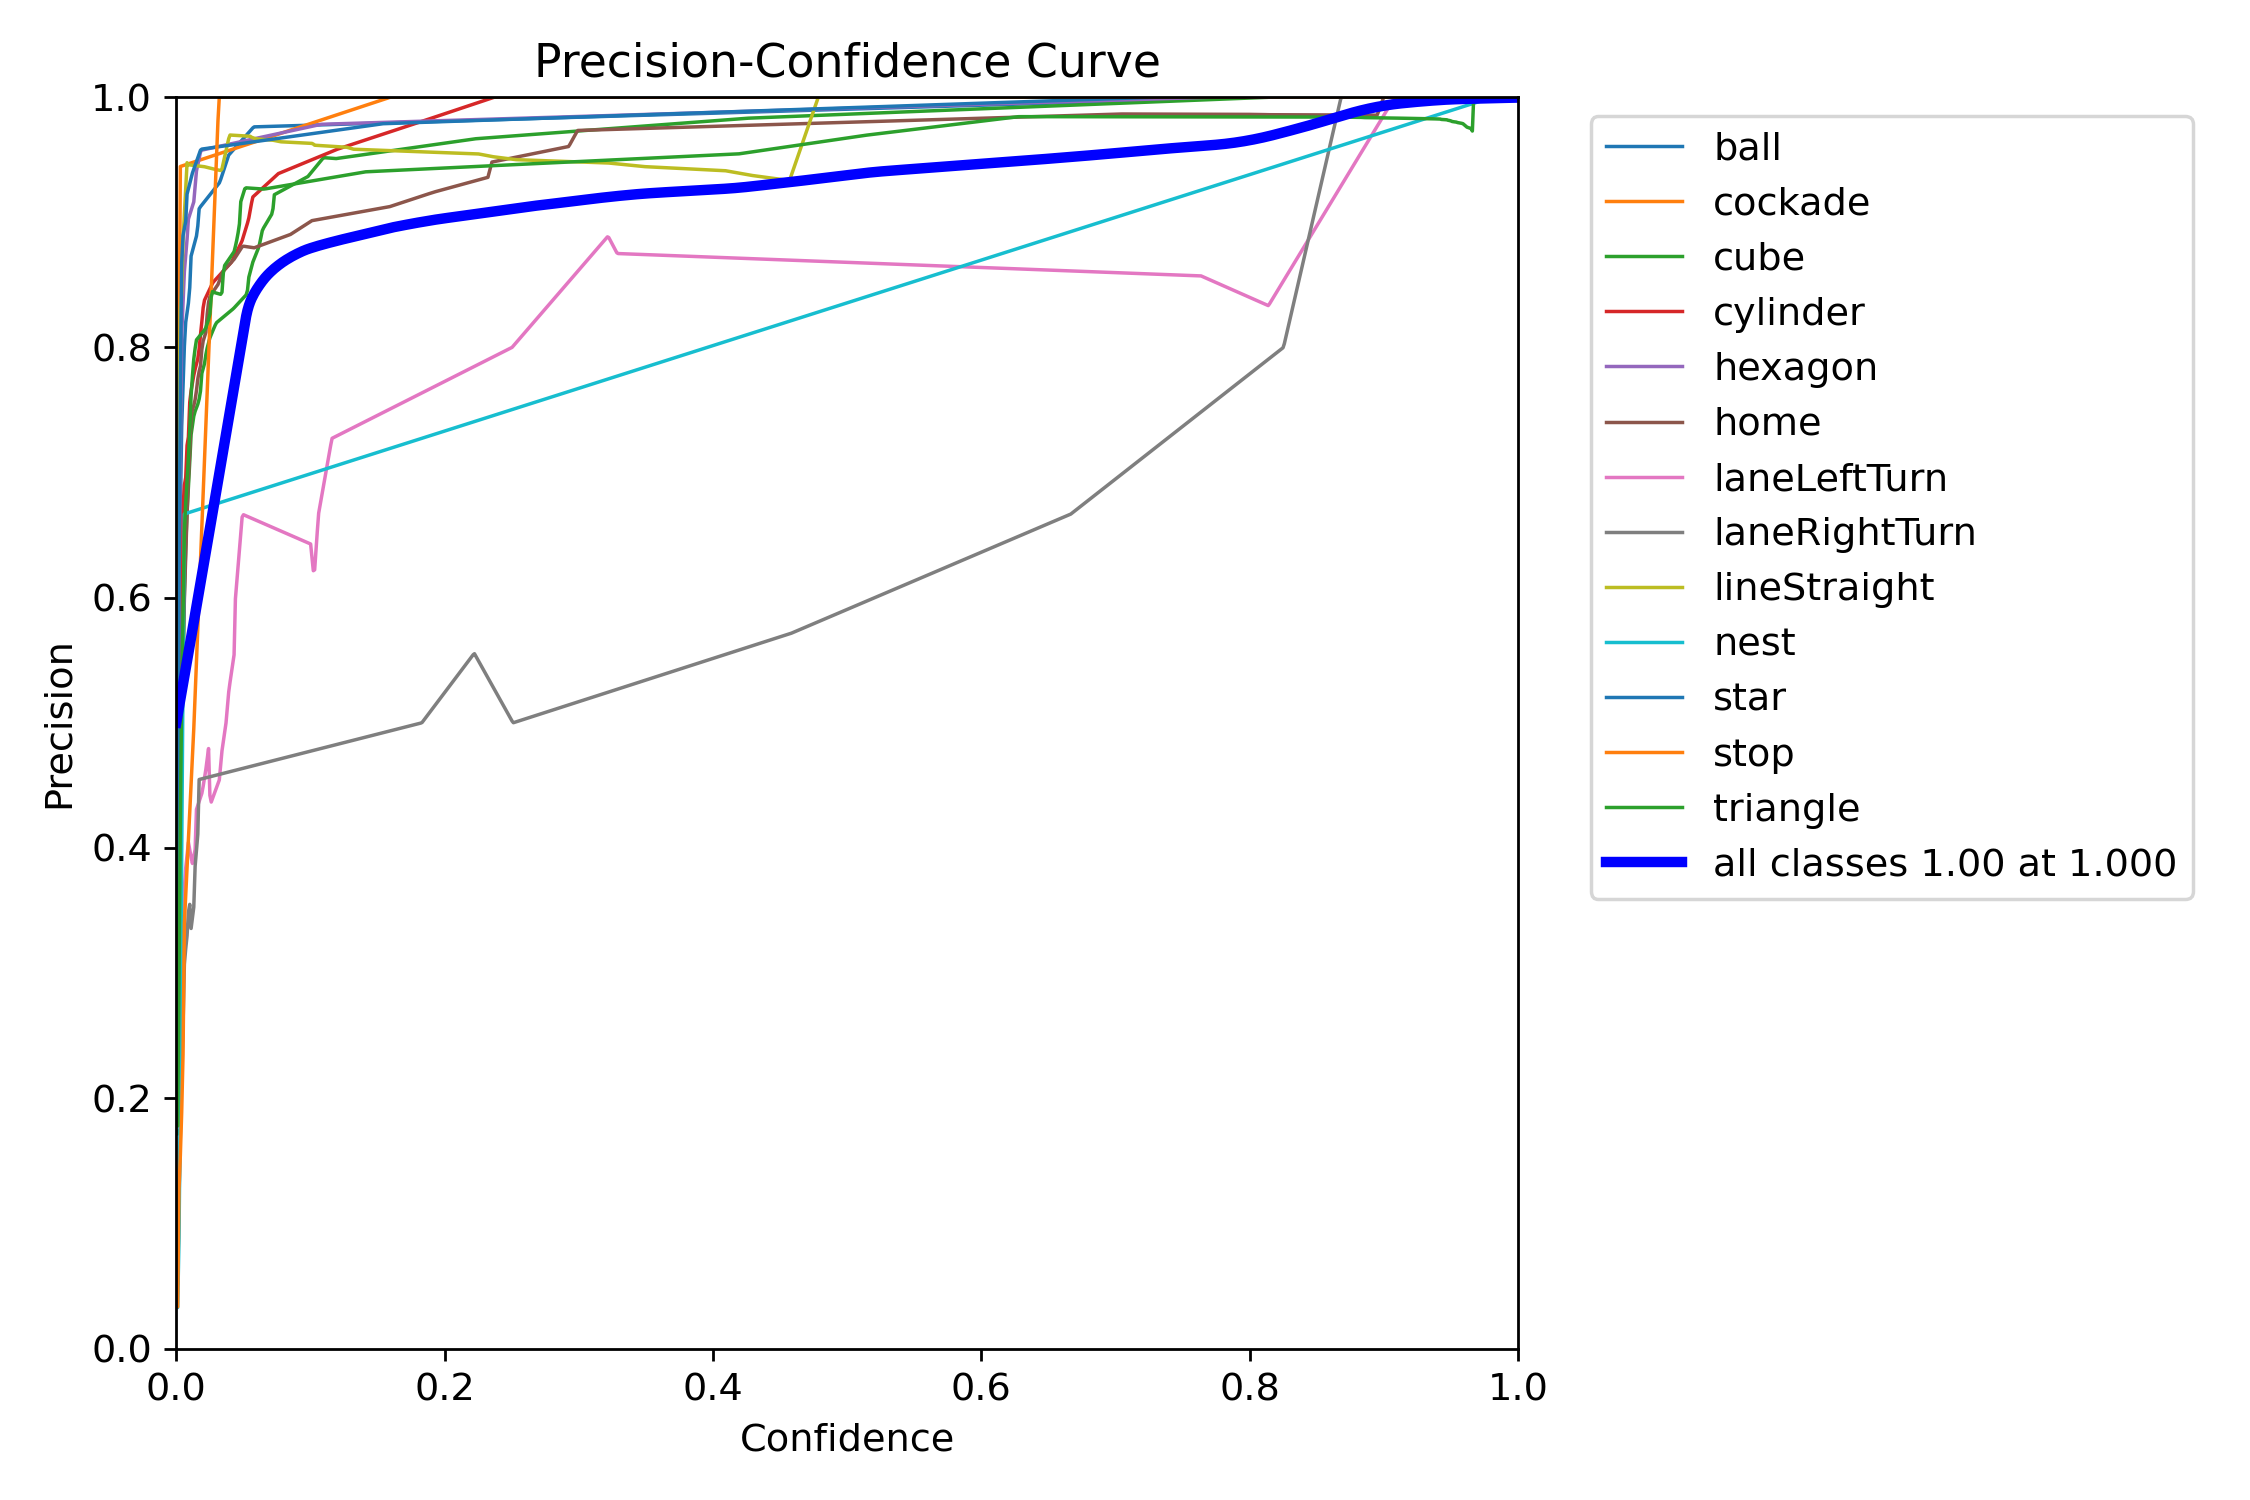 Precision-Confidence Curve
1.0
0.8
0.6
0.4
0.2
0.0
Precision
0.0 0.2 0.4 0.6 0.8 1.0
Confidence
ball
cockade
cube
cylinder
hexagon
home
laneLeftTurn
laneRightTurn
lineStraight
nest
star
stop
triangle
all classes 1.00 at 1.000